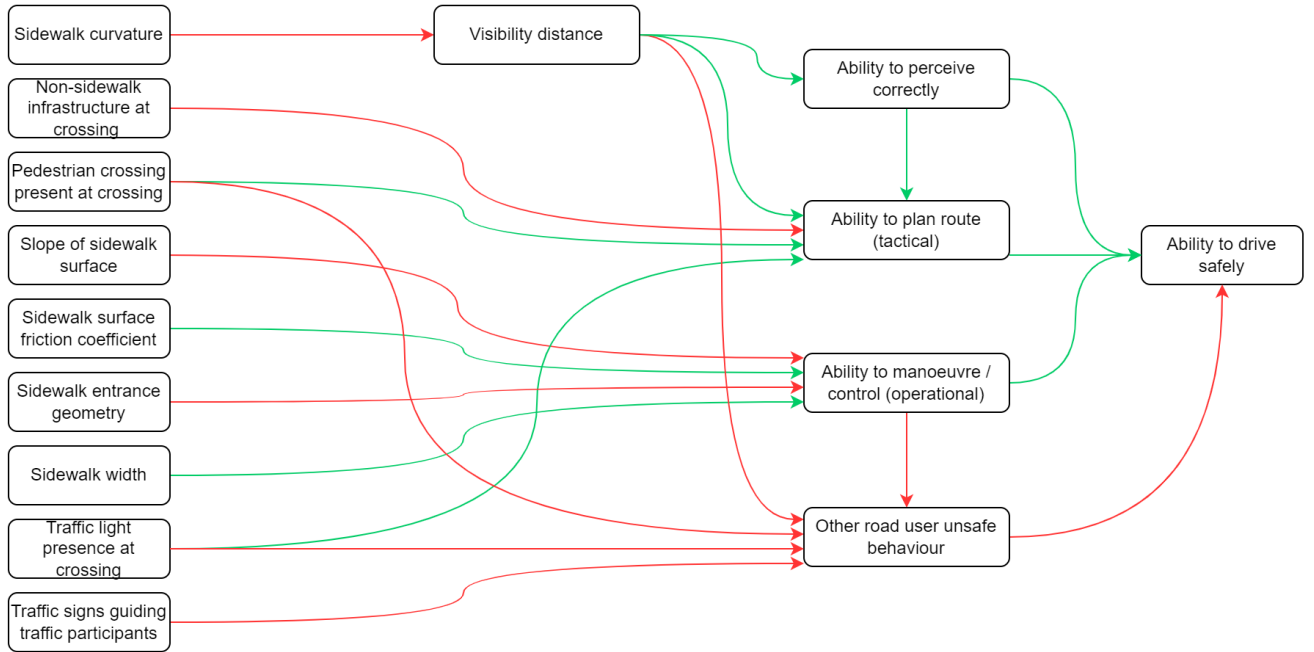 Sidewalk curvature
Visibility distance
Ability to perceive
correctly
Non-sidewalk
infrastructure at
crossing
Pedestrian crossing
present at crossing
Ability to plan route
(tactical)
Slope of sidewalk
surface
Ability to drive
safely
Sidewalk surface
friction coefficient
Ability to manoeuvre /
control (operational)
Sidewalk entrance
geometry
Sidewalk width
Traffic light
presence at
crossing
Other road user unsafe
behaviour
Traffic signs guiding
traffic participants